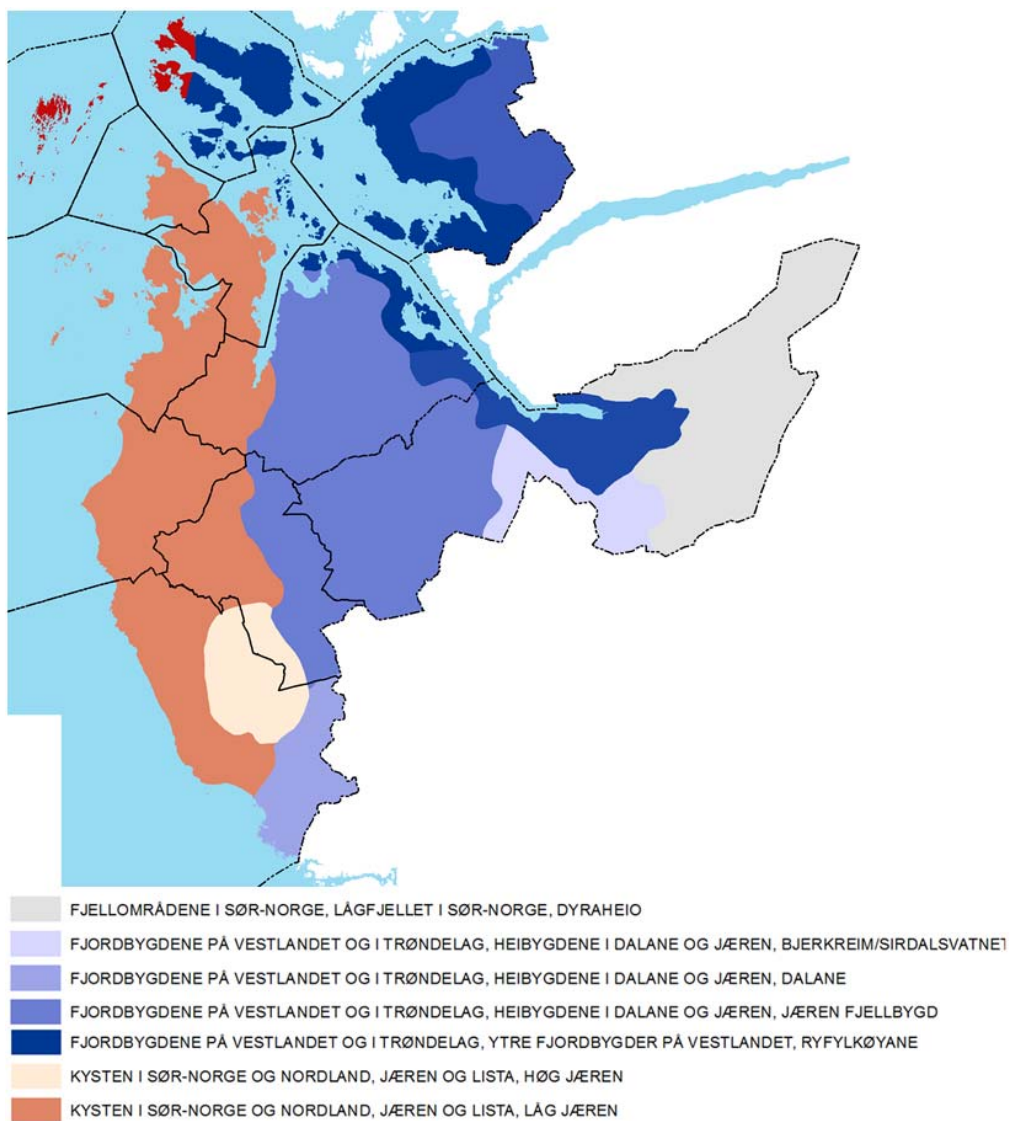 FJELLOMRÅDENE I SØR-NORGE, LÅGFJELLET I SØR-NORGE, DYRAHEIO
FJORDBYGDENE PÅ VESTLANDET OG I TRØNDELAG, HEIBYGDENE I DALANE OG JÆREN, BJERKREIM/SIRDALSVATNET
FJORDBYGDENE PÅ VESTLANDET OG I TRØNDELAG, HEIBYGDENE I DALANE OG JÆREN, DALANE
FJORDBYGDENE PÅ VESTLANDET OG I TRØNDELAG, HEIBYGDENE I DALANE OG JÆREN, JÆREN FJELLBYGD
FJORDBYGDENE PÅ VESTLANDET OG I TRØNDELAG, YTRE FJORDBYGDER PÅ VESTLANDET, RYFYLKØYANE
KYSTEN I SØR-NORGE OG NORDLAND, JÆREN OG LISTA, HØG JÆREN
KYSTEN I SØR-NORGE OG NORDLAND, JÆREN OG LISTA, LÅG JÆREN